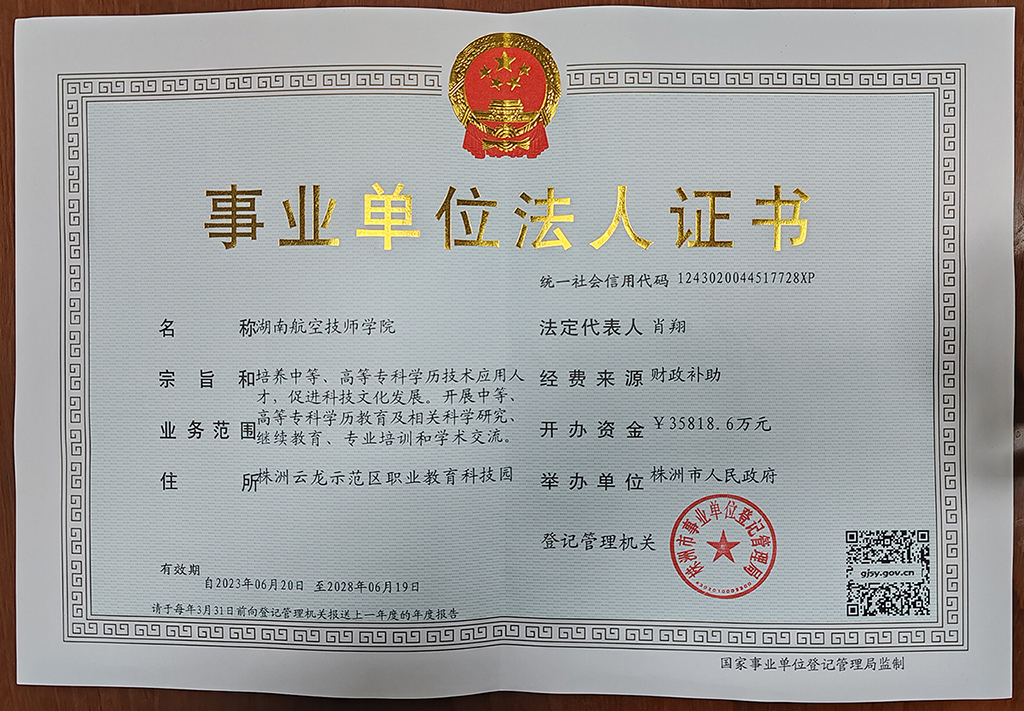 事业单位法人证书
统一社会信用代码 1243020044517728XP
名称 湖南航空技师学院
宗旨和业务范围 培养中等、高等专科学历技术应用人
才，促进科技文化发展。开展中等、
高等专科学历教育及相关科学研究、
继续教育、专业培训和学术交流。
住所 株洲云龙示范区职业教育科技园
法定代表人 肖翔
经费来源 财政补助
开办资金 ￥35818.6万元
举办单位 株洲市人民政府
登记管理机关
株洲市事业单位登记管理局
有效期
自2023年06月20日 至2028年06月19日
请于每年3月31日前向登记管理机关报送上一年度的年度报告
gjsy.gov.cn
国家事业单位登记管理局监制